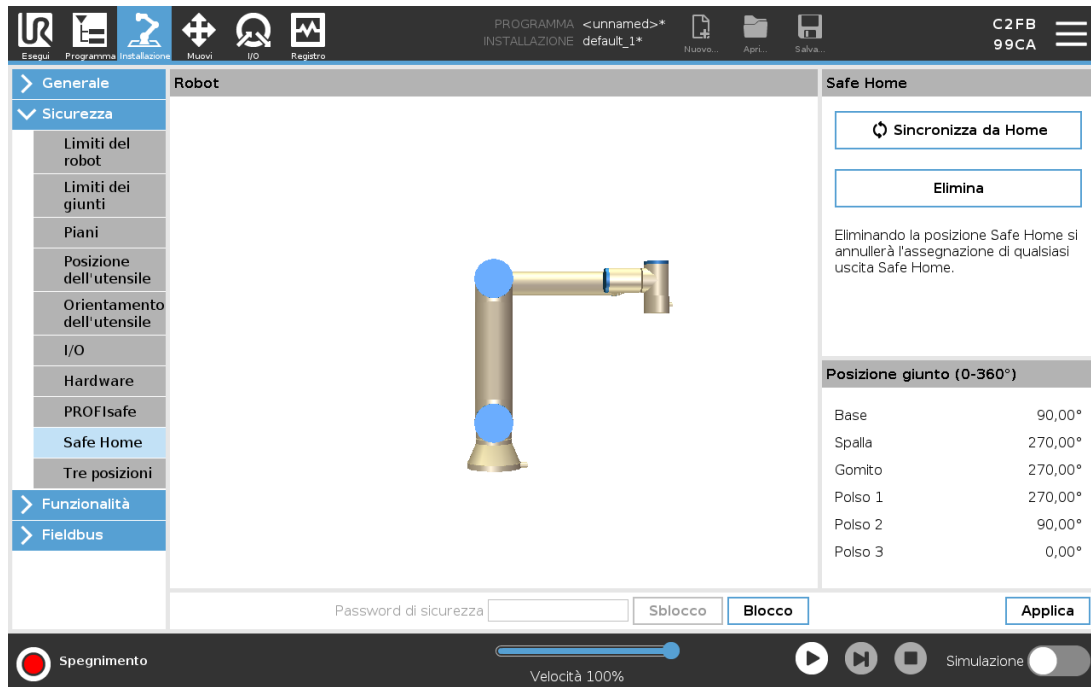 PROGRAMMA <unnamed>*
INSTALLAZIONE default_1*
Nuovo...
Apri...
Salva...
C2FB
99CA
UR
Esegui
Programma
Installazione
Muovi
I/O
Registro
Generale
Sicurezza
Limiti del
robot
Limiti dei
giunti
Piani
Posizione
dell'utensile
Orientamento
dell'utensile
I/O
Hardware
PROFIsafe
Safe Home
Tre posizioni
Funzionalità
Fieldbus
Robot
Safe Home
Sincronizza da Home
Elimina
Eliminando la posizione Safe Home si
annullerà l'assegnazione di qualsiasi
uscita Safe Home.
Posizione giunto (0-360°)
Base 90,00°
Spalla 270,00°
Gomito 270,00°
Polso 1 270,00°
Polso 2 90,00°
Polso 3 0,00°
Password di sicurezza
Sblocco
Blocco
Applica
Spegnimento
Velocità 100%
Simulazione